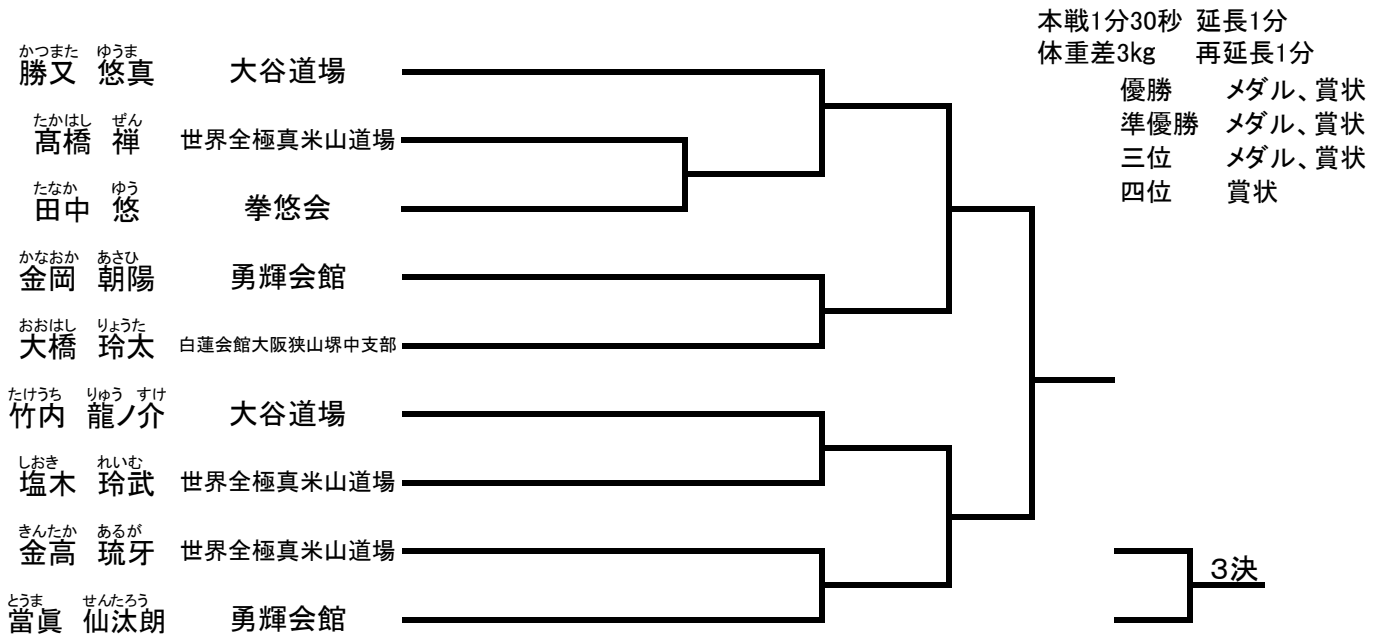 本戦1分30秒 延長1分
体重差3kg 再延長1分
優勝 メダル、賞状
準優勝 メダル、賞状
三位 メダル、賞状
四位 賞状
かつまた ゆうま
勝又 悠真 大谷道場
たかはし ぜん
髙橋 禅 世界全極真米山道場
たなか ゆう
田中 悠 拳悠会
かなおか あさひ
金岡 朝陽 勇輝会館
おおはし りょうた
大橋 玲太 白蓮会館大阪狭山堺中支部
たけうち りゅう すけ
竹内 龍ノ介 大谷道場
しおき れいむ
塩木 玲武 世界全極真米山道場
きんたか あるが
金高 琉牙 世界全極真米山道場
3決
とうま せんたろう
當眞 仙汰朗 勇輝会館